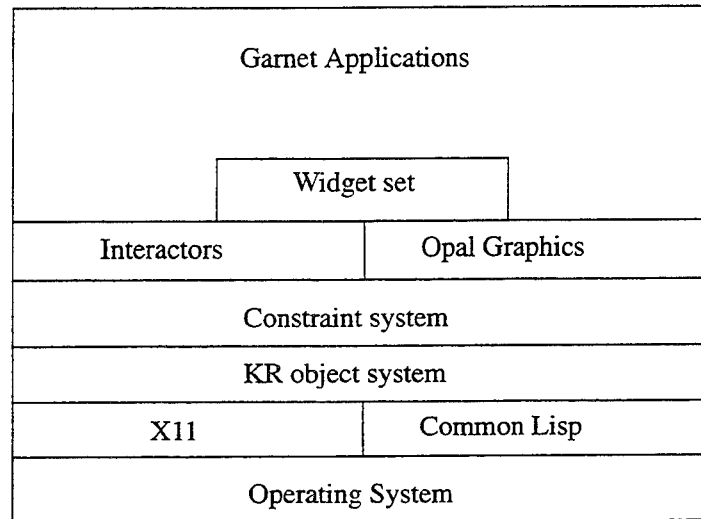 Garnet Applications
Widget set
Interactors
Opal Graphics
Constraint system
KR object system
X11
Common Lisp
Operating System